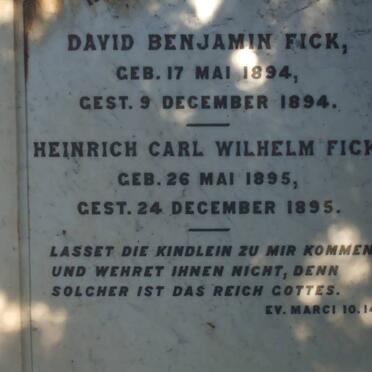 DAVID BENJAMIN FICK,
GEB. 17 MAI 1894,
GEST. 9 DECEMBER 1894.
HEINRICH CARL WILHELM FICK
GEB. 26 MAI 1895,
GEST. 24 DECEMBER 1895.
LASSET DIE KINDLEIN ZU MIR KOMMEN
UND WEHRET IHNEN NICHT, DENN
SOLCHER IST DAS REICH GOTTES.
EV. MARCI 10.14